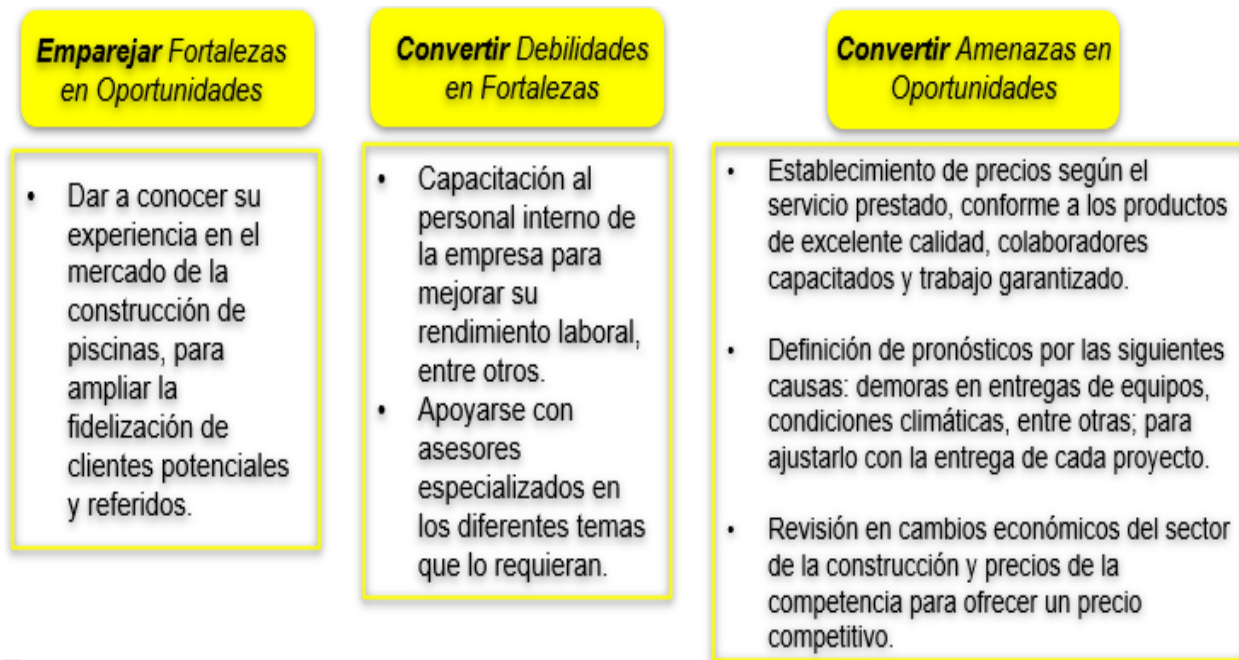 Emparejar Fortalezas
en Oportunidades
• Dar a conocer su
experiencia en el
mercado de la
construcción de
piscinas, para
ampliar la
fidelización de
clientes potenciales
y referidos.
Convertir Debilidades
en Fortalezas
• Capacitación al
personal interno de
la empresa para
mejorar su
rendimiento laboral,
entre otros.
• Apoyarse con
asesores
especializados en
los diferentes temas
que lo requieran.
Convertir Amenazas en
Oportunidades
• Establecimiento de precios según el
servicio prestado, conforme a los productos
de excelente calidad, colaboradores
capacitados y trabajo garantizado.
• Definición de pronósticos por las siguientes
causas: demoras en entregas de equipos,
condiciones climáticas, entre otras; para
ajustarlo con la entrega de cada proyecto.
• Revisión en cambios económicos del sector
de la construcción y precios de la
competencia para ofrecer un precio
competitivo.